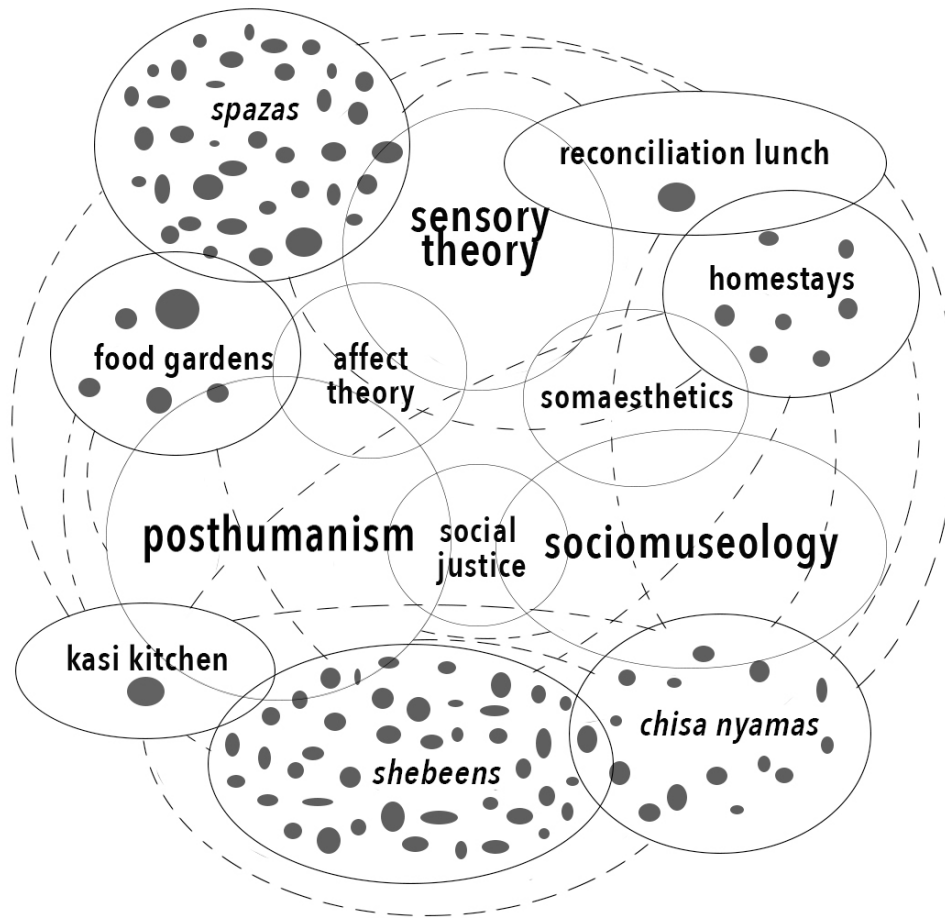 spazas
reconciliation lunch
sensory
theory
homestays
food gardens
affect
theory
somaesthetics
posthumanism
social
justice
sociomuseology
kasi kitchen
chisa nyamas
shebeens